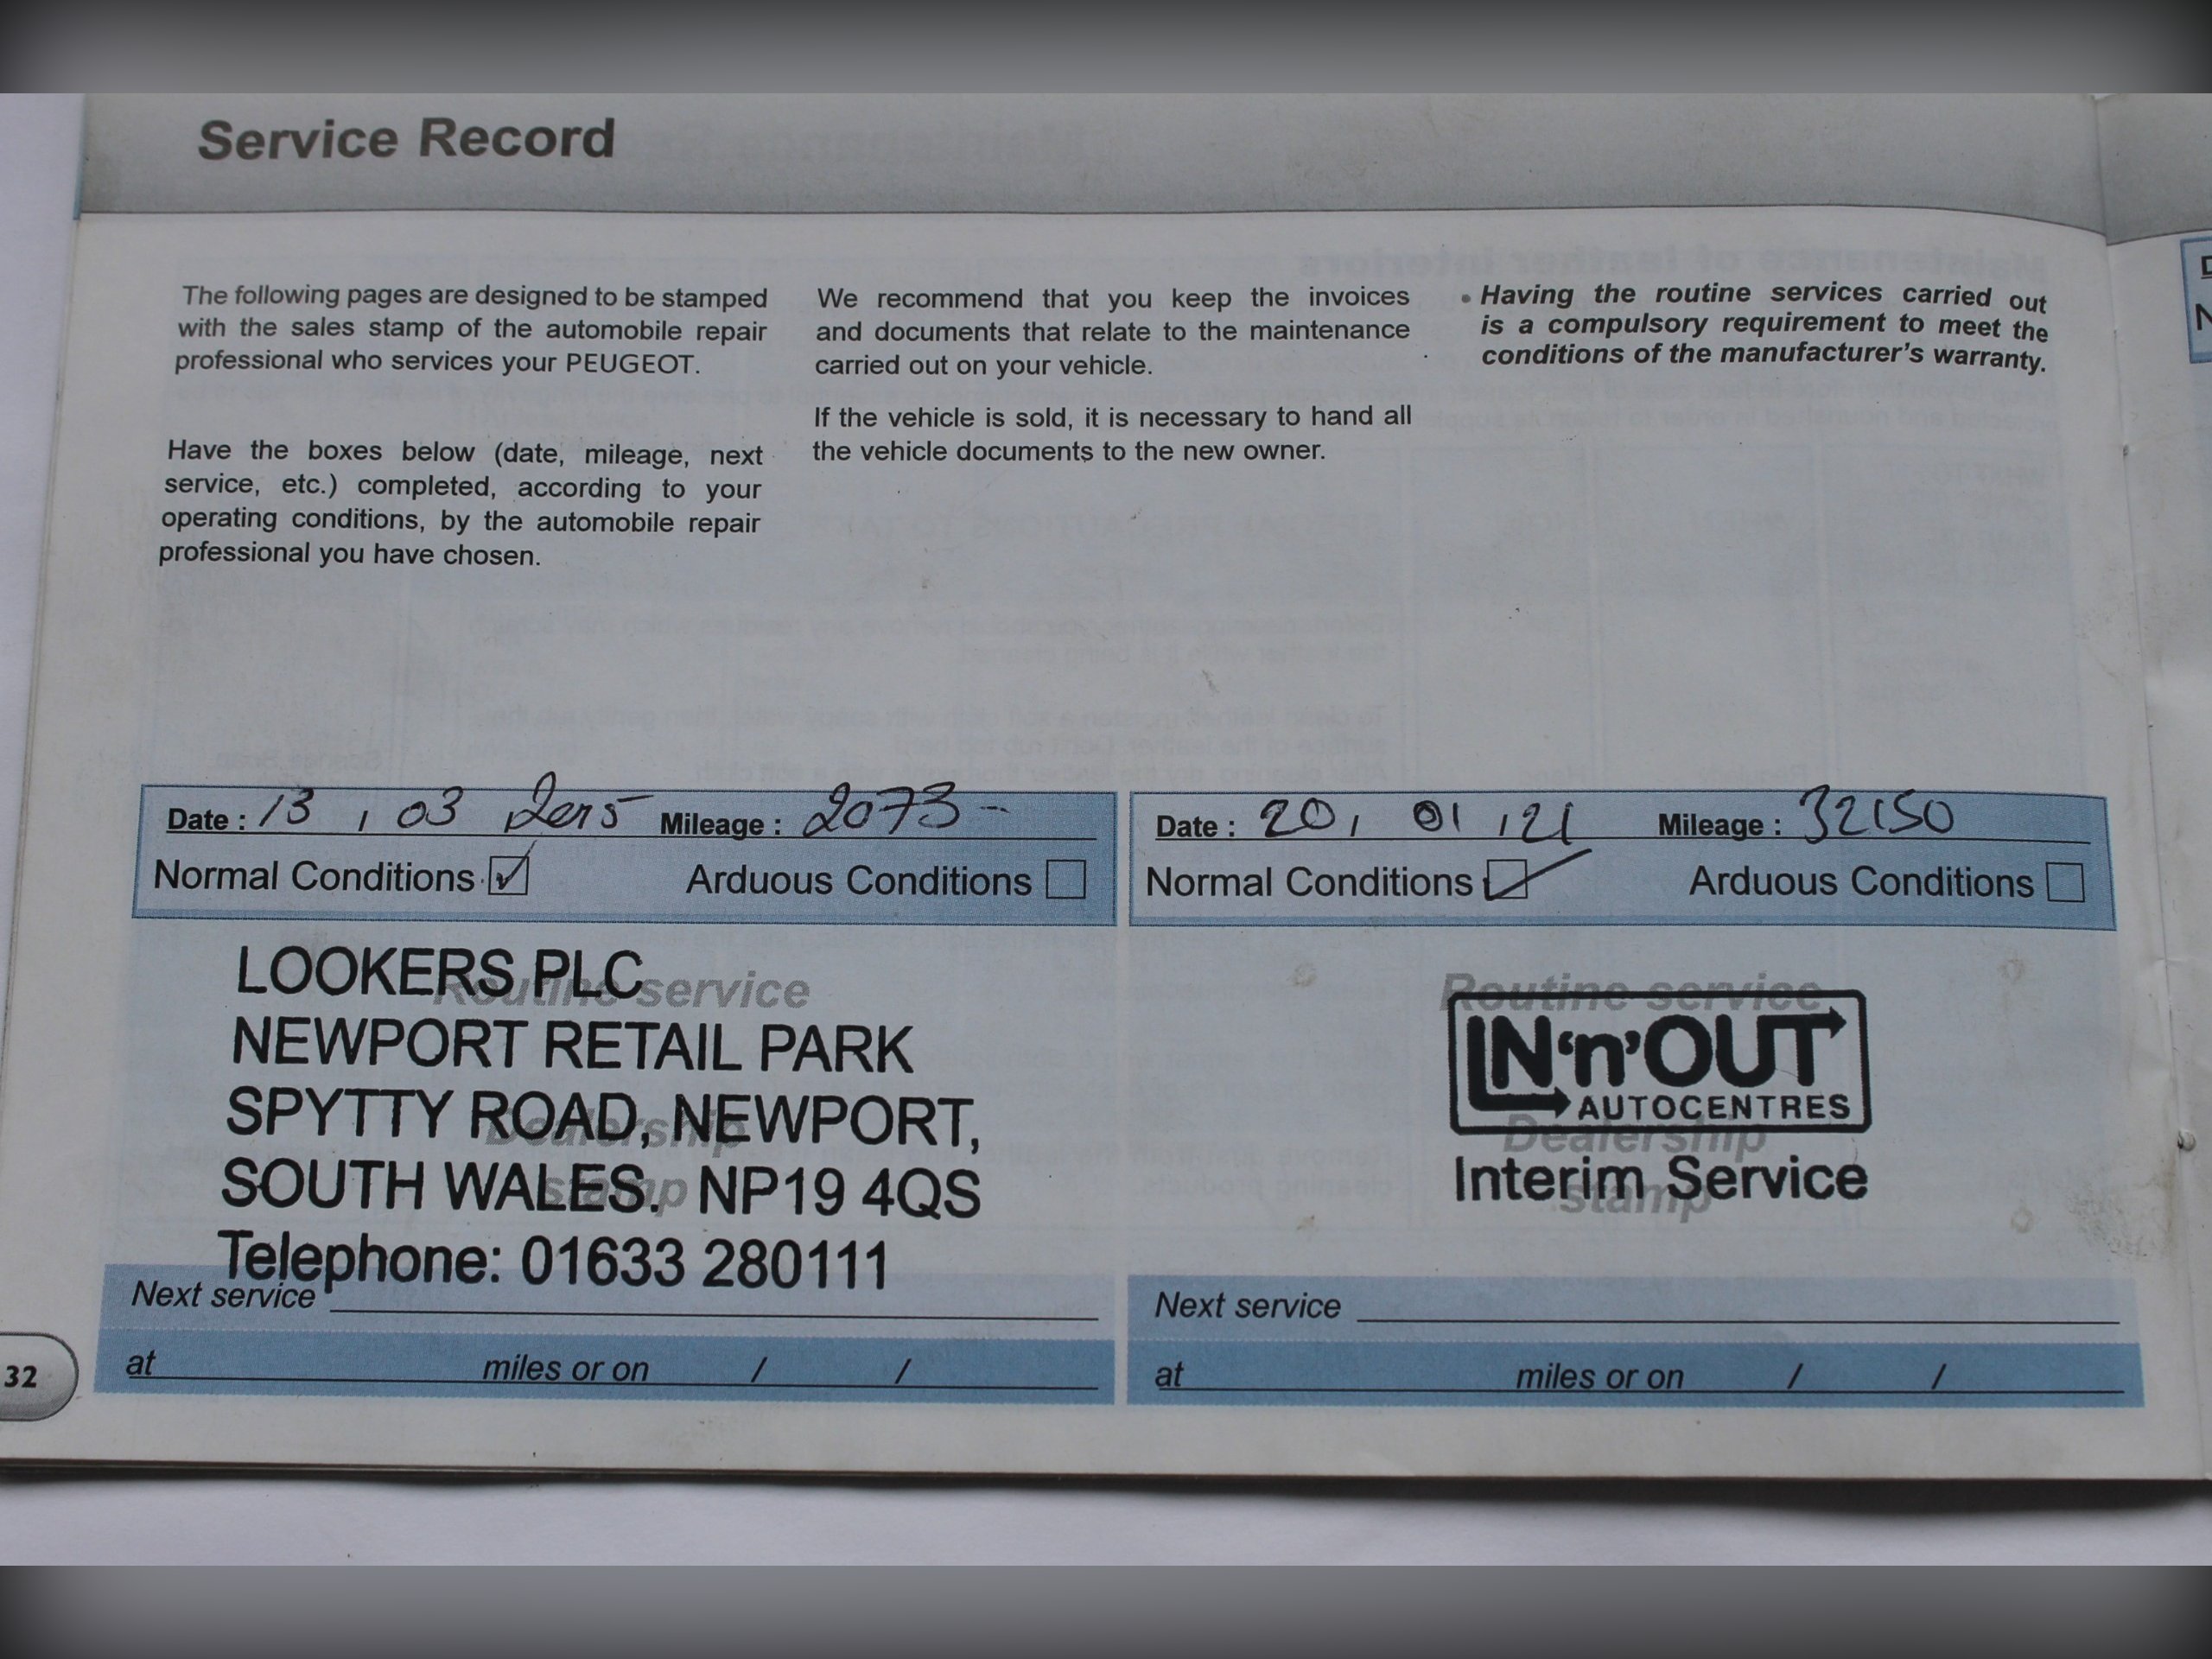 Service Record
The following pages are designed to be stamped
with the sales stamp of the automobile repair
professional who services your PEUGEOT.
Have the boxes below (date, mileage, next
service, etc.) completed, according to your
operating conditions, by the automobile repair
professional you have chosen.
We recommend that you keep the invoices
and documents that relate to the maintenance
carried out on your vehicle.
If the vehicle is sold, it is necessary to hand all
the vehicle documents to the new owner.
• Having the routine services carried out
is a compulsory requirement to meet the
conditions of the manufacturer's warranty.
Date : 13 / 03 / 2015 Mileage : 2073 -
Normal Conditions Arduous Conditions
Routine service
Dealership
stamp
LOOKERS PLC
NEWPORT RETAIL PARK
SPYTTY ROAD, NEWPORT,
SOUTH WALES. NP19 4QS
Telephone: 01633 280111
Next service
at miles or on / /
Date : 20 / 01 / 21 Mileage : 32150
Normal Conditions Arduous Conditions
Routine service
Dealership
stamp
IN'n'OUT
AUTOCENTRES
Interim Service
Next service
at miles or on / /
32